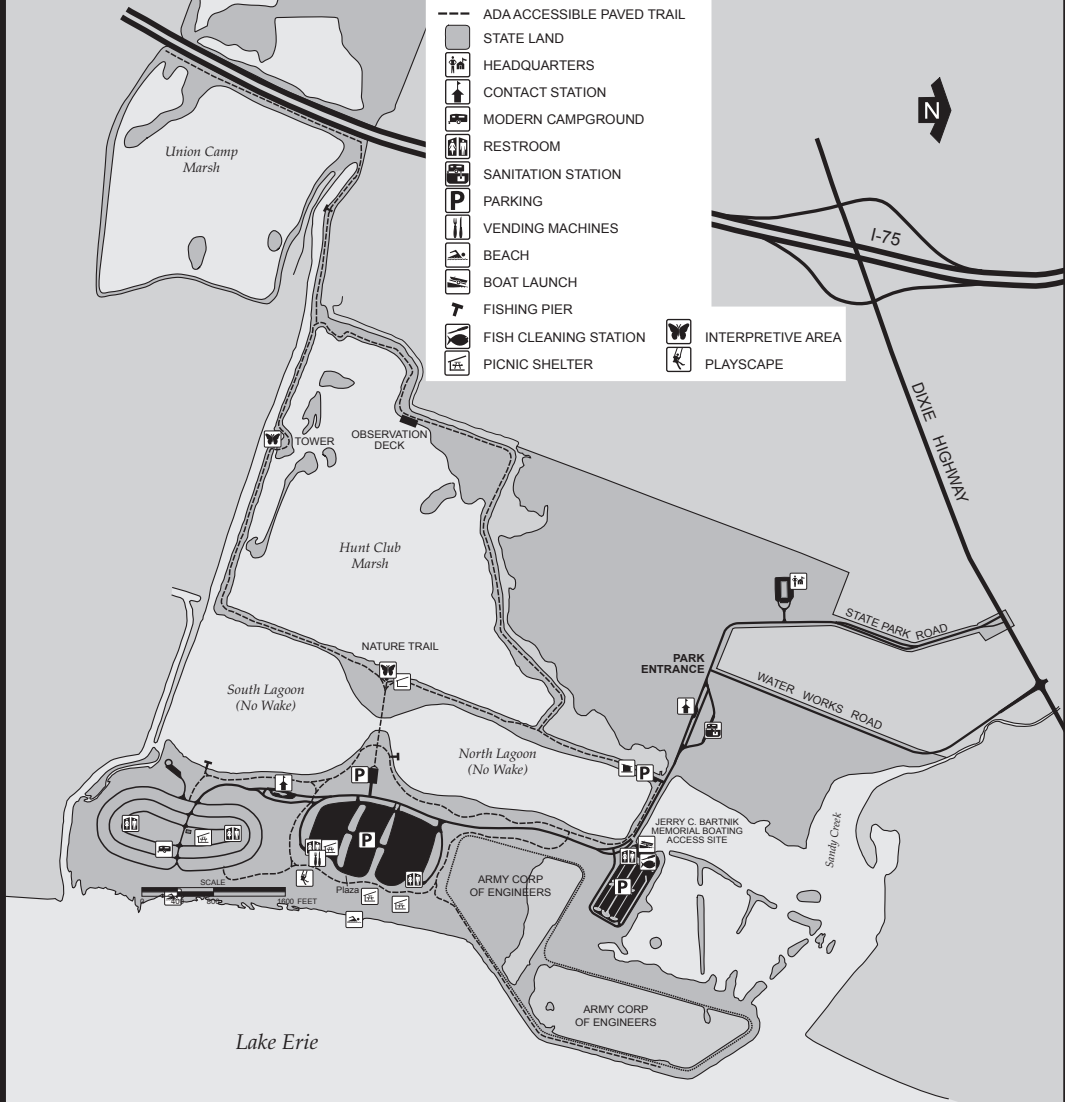 ADA ACCESSIBLE PAVED TRAIL
STATE LAND
HEADQUARTERS
CONTACT STATION
MODERN CAMPGROUND
RESTROOM
SANITATION STATION
P PARKING
VENDING MACHINES
BEACH
BOAT LAUNCH
FISHING PIER
FISH CLEANING STATION
PICNIC SHELTER
INTERPRETIVE AREA
PLAYSCAPE
N
I-75
DIXIE HIGHWAY
Union Camp
Marsh
TOWER
OBSERVATION
DECK
Hunt Club
Marsh
STATE PARK ROAD
PARK
ENTRANCE
WATER WORKS ROAD
NATURE TRAIL
South Lagoon
(No Wake)
North Lagoon
(No Wake)
P
P
JERRY C. BARTNIK
MEMORIAL BOATING
ACCESS SITE
Sandy Creek
P
P
ARMY CORP
OF ENGINEERS
Plaza
SCALE
0 400 800 1600 FEET
ARMY CORP
OF ENGINEERS
Lake Erie